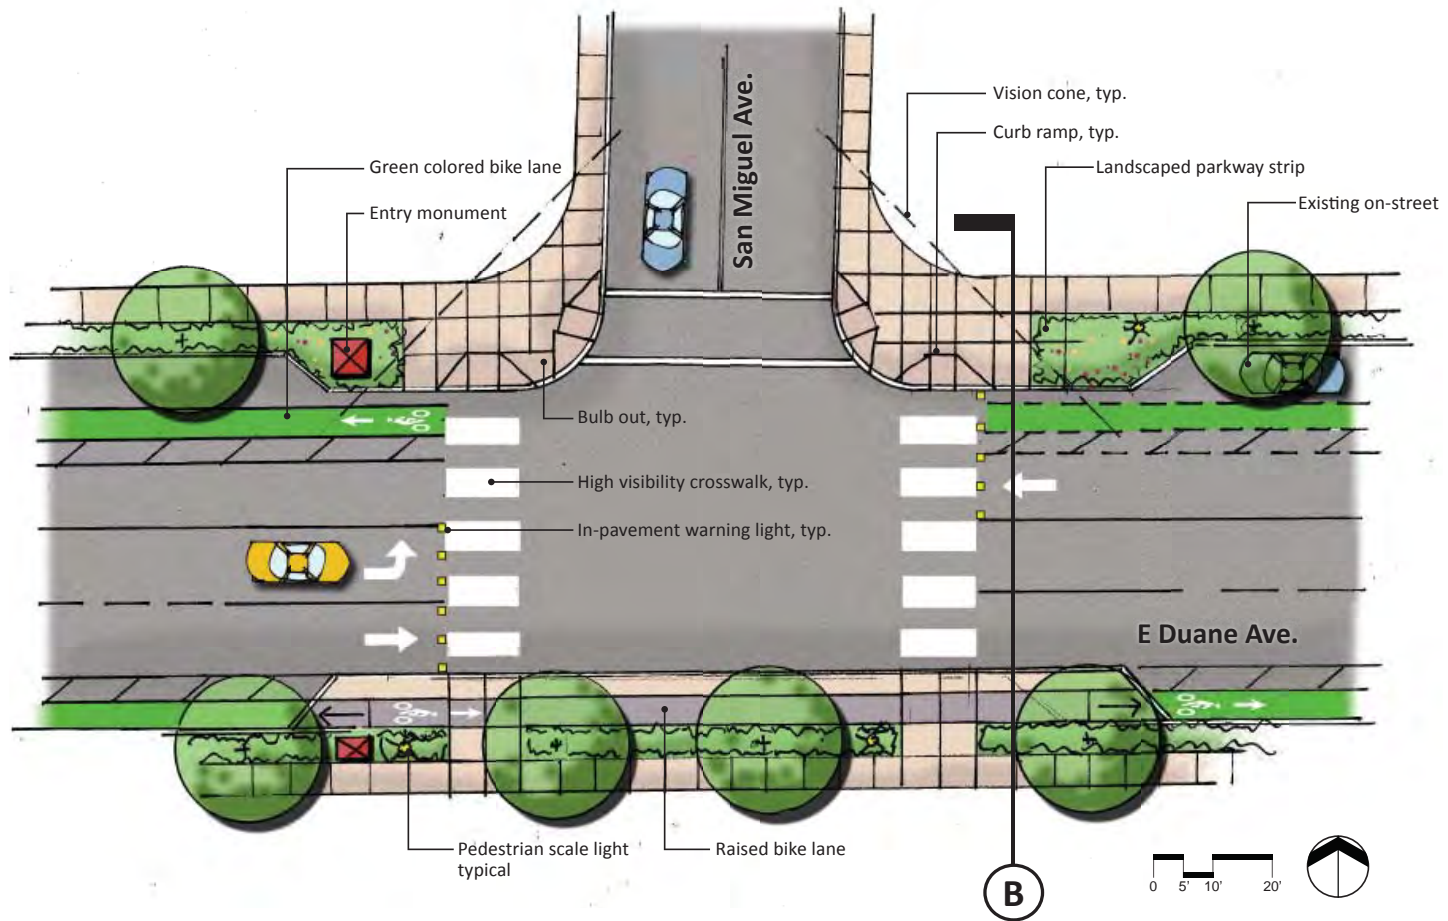 San Miguel Ave.
Vision cone, typ.
Curb ramp, typ.
Green colored bike lane
Landscaped parkway strip
Entry monument
Existing on-street
Bulb out, typ.
High visibility crosswalk, typ.
In-pavement warning light, typ.
E Duane Ave.
Pedestrian scale light
typical
Raised bike lane
B
0 5' 10' 20'